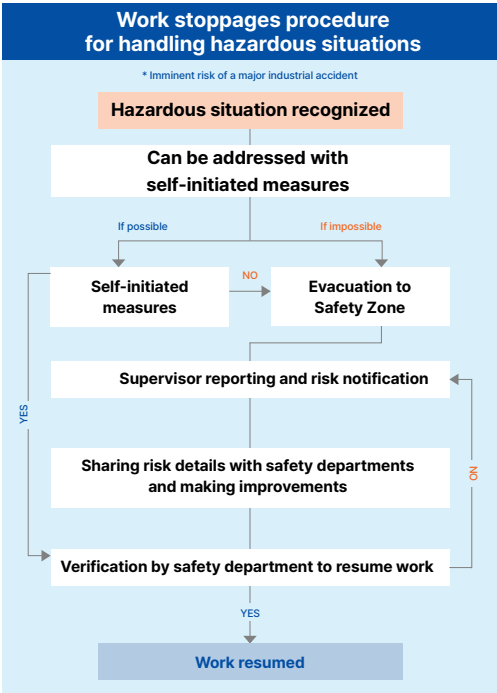 Work stoppages procedure
for handling hazardous situations
* Imminent risk of a major industrial accident
Hazardous situation recognized
Can be addressed with
self-initiated measures
If possible
If impossible
Self-initiated
measures
NO
Evacuation to
Safety Zone
Supervisor reporting and risk notification
YES
Sharing risk details with safety departments
and making improvements
NO
Verification by safety department to resume work
YES
Work resumed